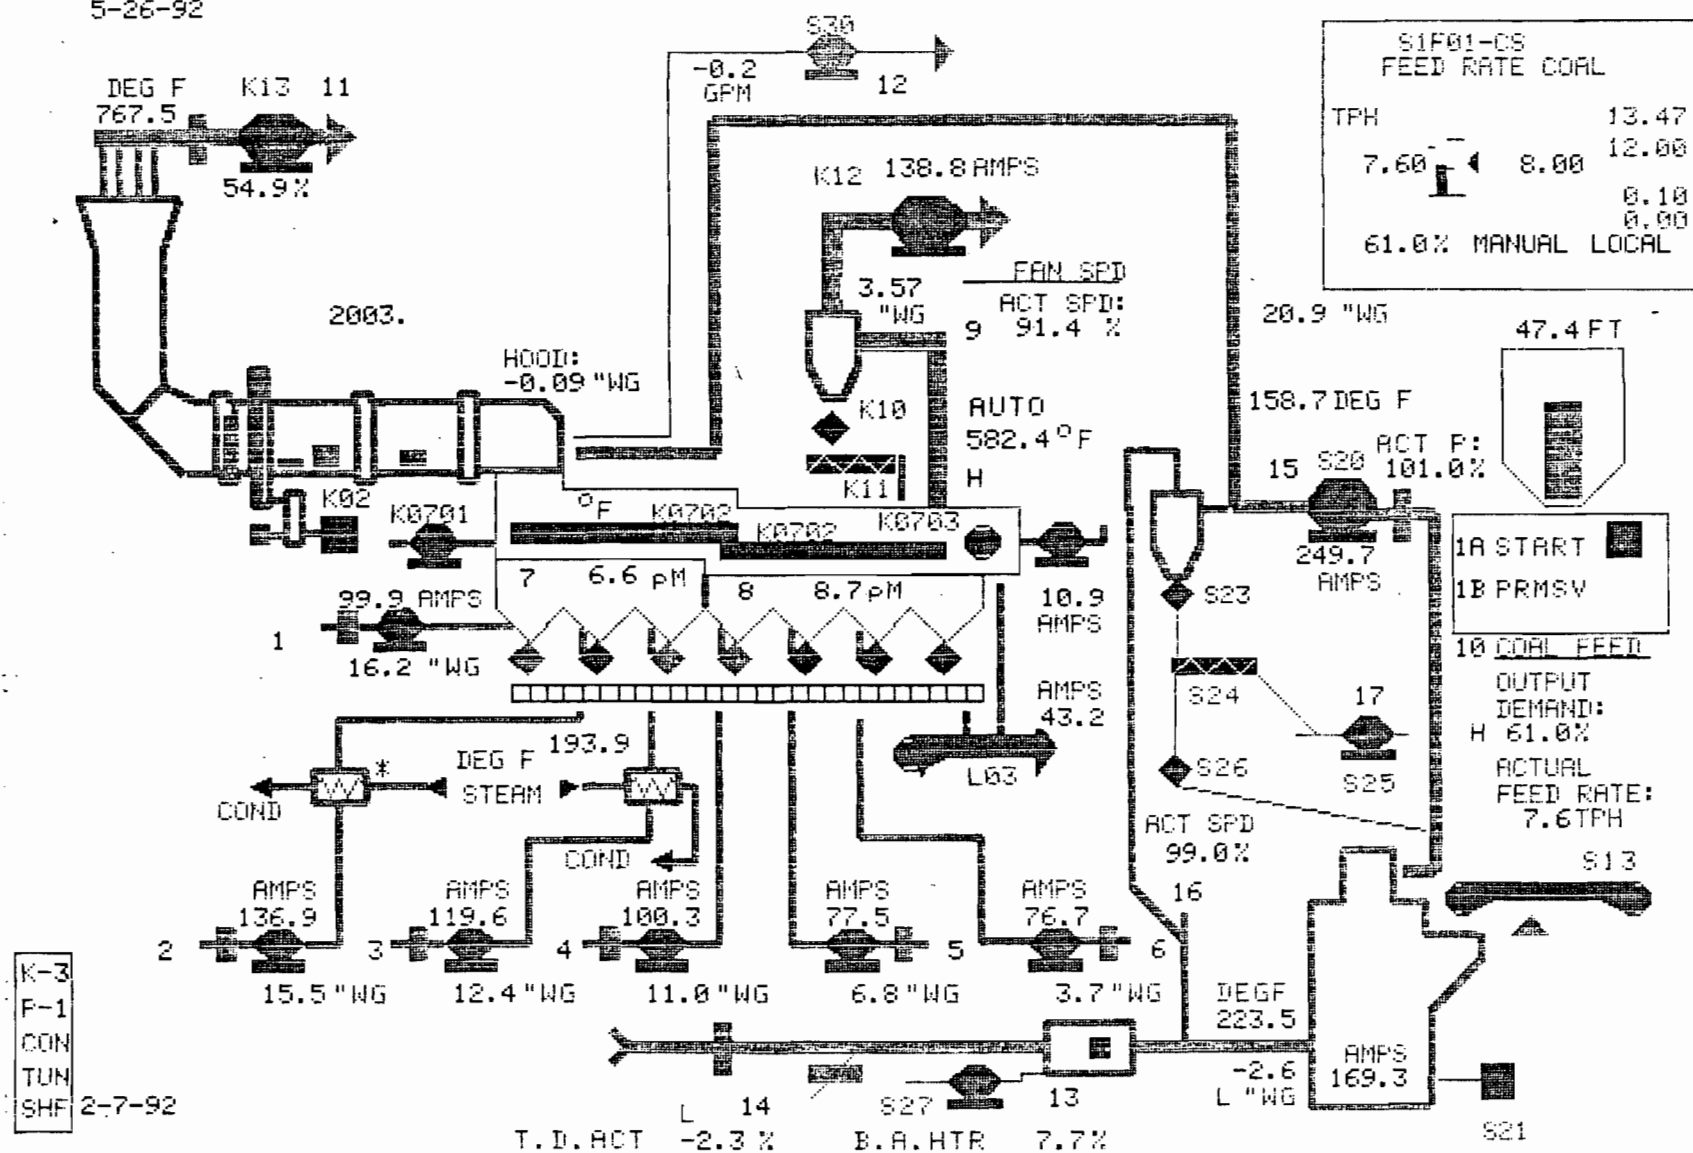 5-26-92
S30
-0.2
GPM
12
DEG F
767.5
K13
11
54.9%
S1F01-CS
FEED RATE COAL
TPH
13.47
12.00
7.60
8.00
0.10
0.00
61.0% MANUAL LOCAL
K12
138.8 AMPS
FAN SPD
ACT SPD:
91.4 %
3.57
"WG
9
2003.
HOOD:
-0.09 "WG
20.9 "WG
47.4 FT
158.7 DEG F
K10
AUTO
582.4°F
H
K11
ACT P:
101.0%
15
S20
249.7
AMPS
K02
K0701
°F
K0702
K0702
K0703
1A START
1B PRMSV
10 COAL FEED
7
6.6 pM
8
8.7 pM
10.9
AMPS
S23
99.9 AMPS
1
16.2 "WG
AMPS
43.2
S24
17
S25
OUTPUT
DEMAND:
H 61.0%
ACTUAL
FEED RATE:
7.6TPH
193.9
DEG F
STEAM
*
COND
COND
L03
S26
ACT SPD
99.0%
16
S13
AMPS
136.9
2
15.5 "WG
AMPS
119.6
3
12.4 "WG
AMPS
100.3
4
11.0 "WG
AMPS
77.5
5
6.8 "WG
AMPS
76.7
6
3.7 "WG
DEGF
223.5
-2.6
L "WG
AMPS
169.3
S21
K-3
P-1
CON
TUN
SHF
2-7-92
L
14
S27
13
T.D.ACT -2.3 %
B.A.HTR 7.7%